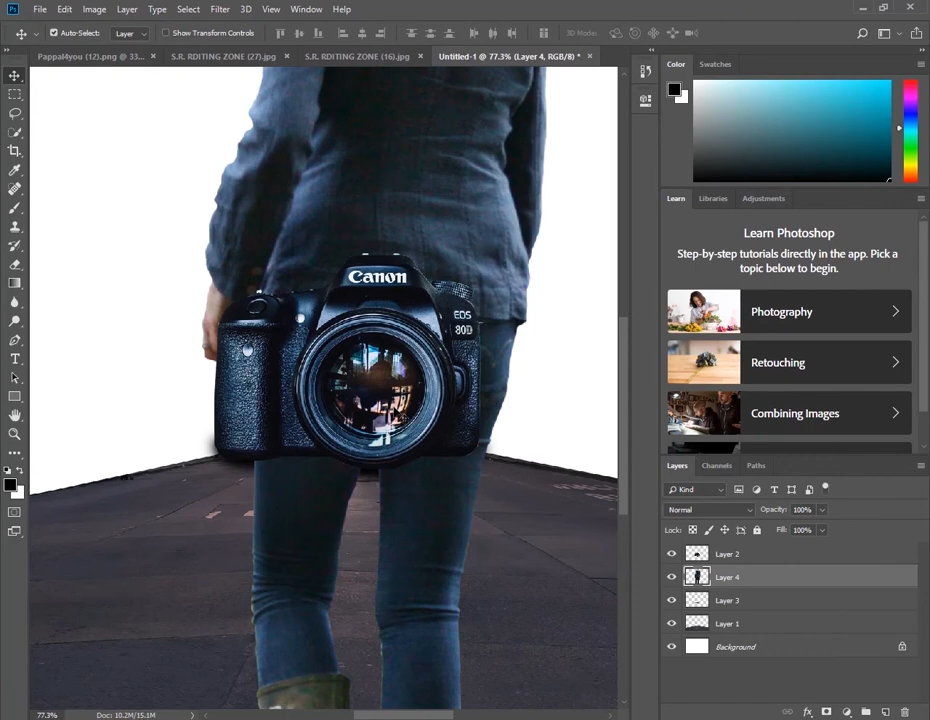 Ps File Edit Image Layer Type Select Filter 3D View Window Help
Auto-Select: Layer Show Transform Controls 3D Mode:
Pappal4you (12).png @ 33... × S.R. RDITING ZONE (27).jpg × S.R. RDITING ZONE (16).jpg × Untitled-1 @ 77.3% (Layer 4, RGB/8) * ×
Color Swatches
Learn Libraries Adjustments
Learn Photoshop
Step-by-step tutorials directly in the app. Pick a
topic below to begin.
Photography
Retouching
Combining Images
Canon
EOS
80D
Layers Channels Paths
Kind
Normal Opacity: 100%
Lock: Fill: 100%
Layer 2
Layer 4
Layer 3
Layer 1
Background
77.3% Doc: 10.2M/15.1M
fx